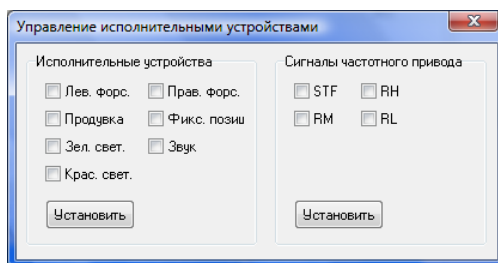 Управление исполнительными устройствами
Исполнительные устройства
Лев. форс.
Прав. форс.
Продувка
Фикс. позиц
Зел. свет.
Звук
Крас. свет.
Установить
Сигналы частотного привода
STF
RH
RM
RL
Установить